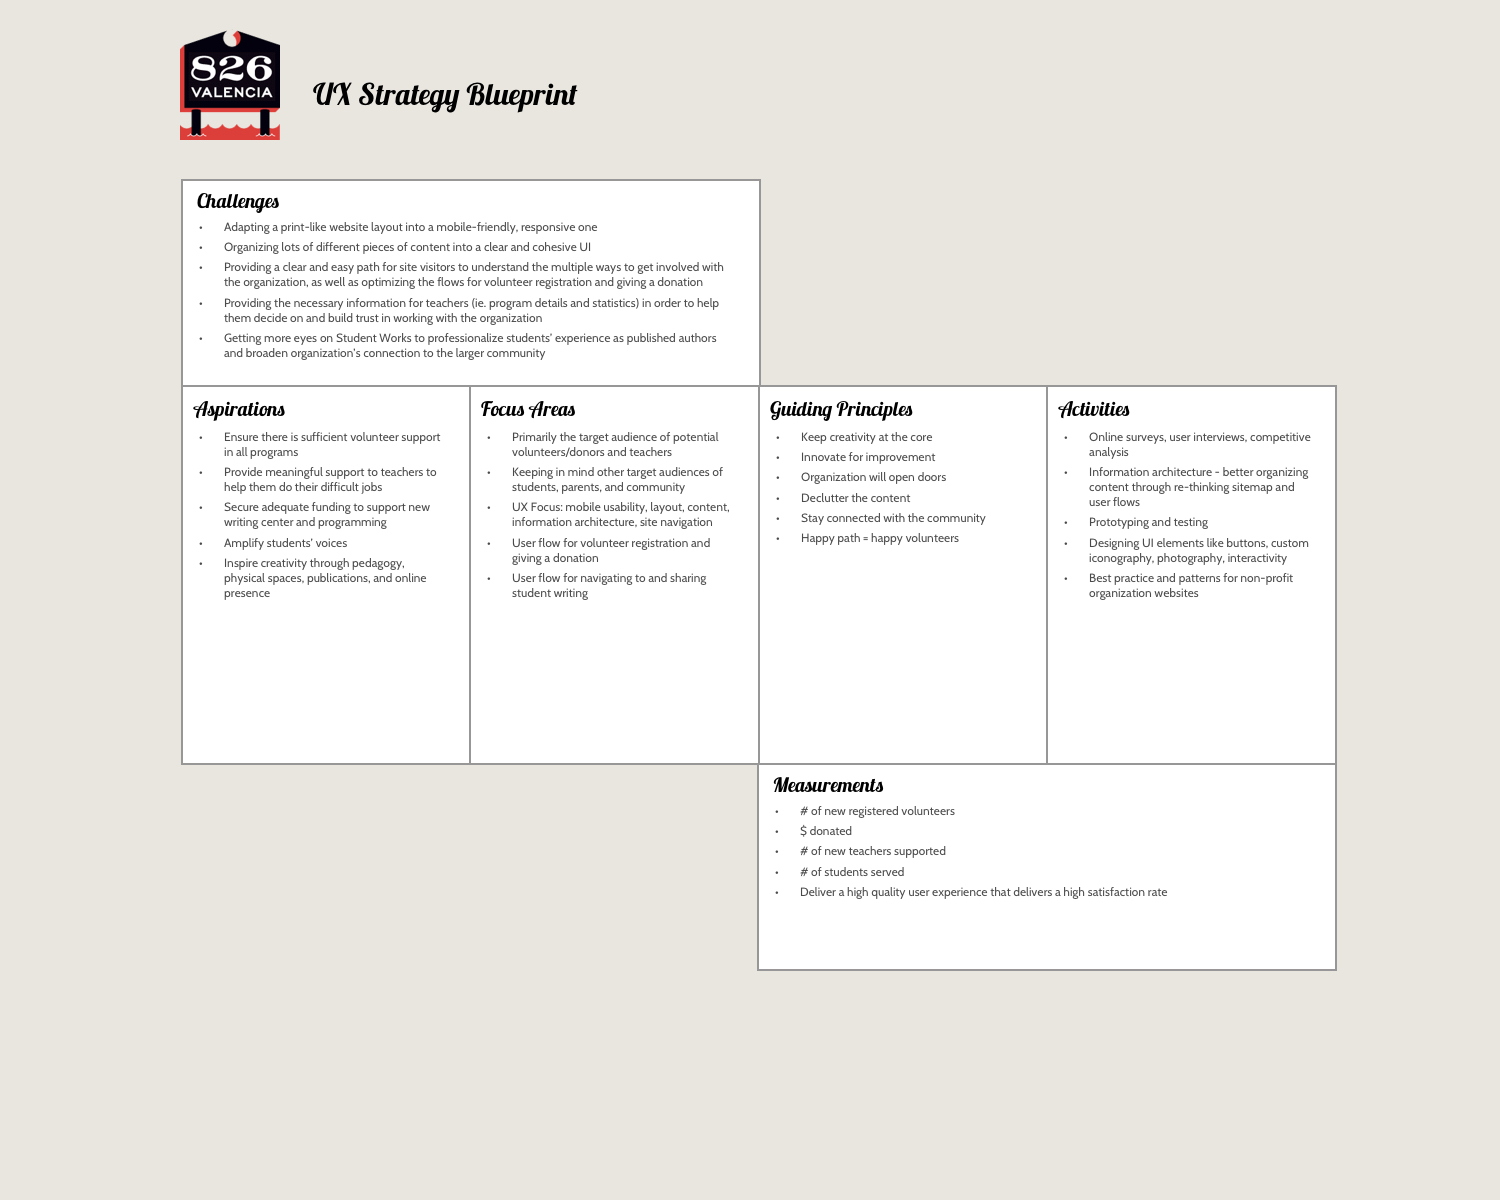 826
VALENCIA
UX Strategy Blueprint
Challenges
• Adapting a print-like website layout into a mobile-friendly, responsive one
• Organizing lots of different pieces of content into a clear and cohesive UI
• Providing a clear and easy path for site visitors to understand the multiple ways to get involved with
the organization, as well as optimizing the flows for volunteer registration and giving a donation
• Providing the necessary information for teachers (ie. program details and statistics) in order to help
them decide on and build trust in working with the organization
• Getting more eyes on Student Works to professionalize students' experience as published authors
and broaden organization's connection to the larger community
Aspirations
• Ensure there is sufficient volunteer support
in all programs
• Provide meaningful support to teachers to
help them do their difficult jobs
• Secure adequate funding to support new
writing center and programming
• Amplify students' voices
• Inspire creativity through pedagogy,
physical spaces, publications, and online
presence
Focus Areas
• Primarily the target audience of potential
volunteers/donors and teachers
• Keeping in mind other target audiences of
students, parents, and community
• UX Focus: mobile usability, layout, content,
information architecture, site navigation
• User flow for volunteer registration and
giving a donation
• User flow for navigating to and sharing
student writing
Guiding Principles
• Keep creativity at the core
• Innovate for improvement
• Organization will open doors
• Declutter the content
• Stay connected with the community
• Happy path = happy volunteers
Activities
• Online surveys, user interviews, competitive
analysis
• Information architecture - better organizing
content through re-thinking sitemap and
user flows
• Prototyping and testing
• Designing UI elements like buttons, custom
iconography, photography, interactivity
• Best practice and patterns for non-profit
organization websites
Measurements
• # of new registered volunteers
• $ donated
• # of new teachers supported
• # of students served
• Deliver a high quality user experience that delivers a high satisfaction rate